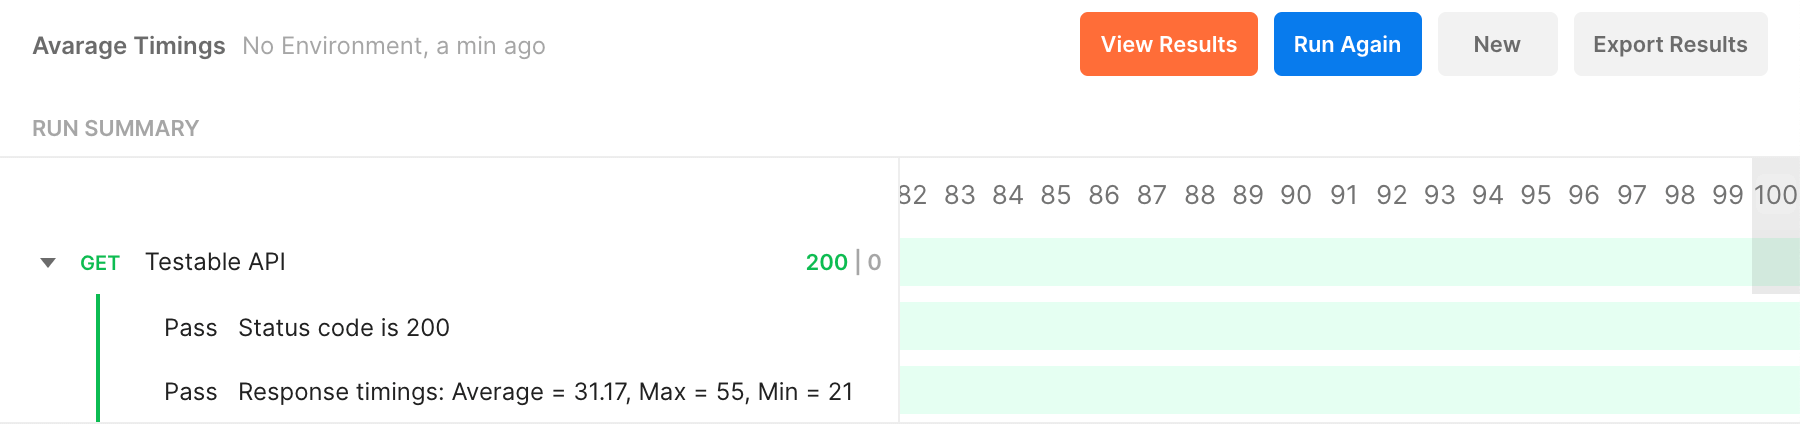 Avarage Timings No Environment, a min ago View Results Run Again New Export Results
RUN SUMMARY
82 83 84 85 86 87 88 89 90 91 92 93 94 95 96 97 98 99 100
GET Testable API 200 | 0
Pass Status code is 200
Pass Response timings: Average = 31.17, Max = 55, Min = 21